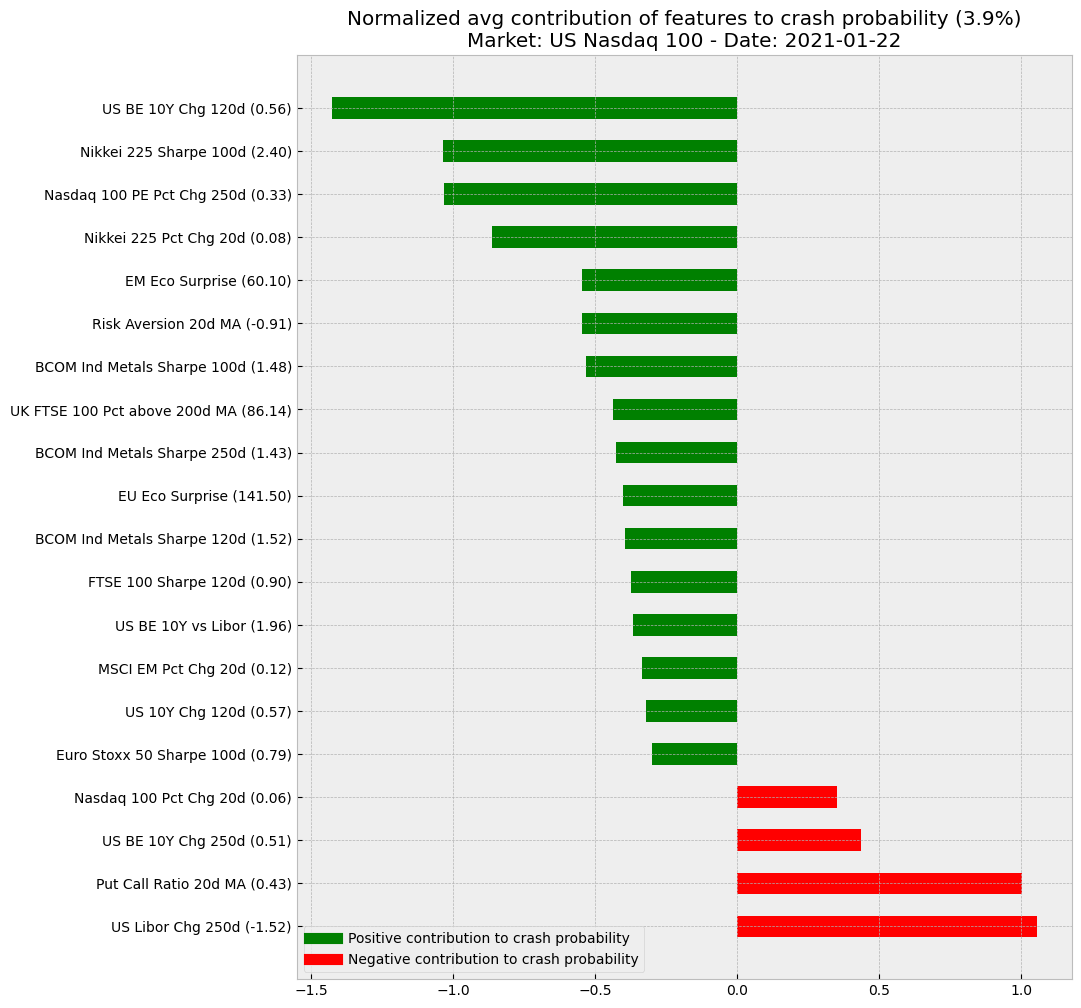 Normalized avg contribution of features to crash probability (3.9%)
Market: US Nasdaq 100 - Date: 2021-01-22
US BE 10Y Chg 120d (0.56)
Nikkei 225 Sharpe 100d (2.40)
Nasdaq 100 PE Pct Chg 250d (0.33)
Nikkei 225 Pct Chg 20d (0.08)
EM Eco Surprise (60.10)
Risk Aversion 20d MA (-0.91)
BCOM Ind Metals Sharpe 100d (1.48)
UK FTSE 100 Pct above 200d MA (86.14)
BCOM Ind Metals Sharpe 250d (1.43)
EU Eco Surprise (141.50)
BCOM Ind Metals Sharpe 120d (1.52)
FTSE 100 Sharpe 120d (0.90)
US BE 10Y vs Libor (1.96)
MSCI EM Pct Chg 20d (0.12)
US 10Y Chg 120d (0.57)
Euro Stoxx 50 Sharpe 100d (0.79)
Nasdaq 100 Pct Chg 20d (0.06)
US BE 10Y Chg 250d (0.51)
Put Call Ratio 20d MA (0.43)
US Libor Chg 250d (-1.52)
Positive contribution to crash probability
Negative contribution to crash probability
−1.5 −1.0 −0.5 0.0 0.5 1.0